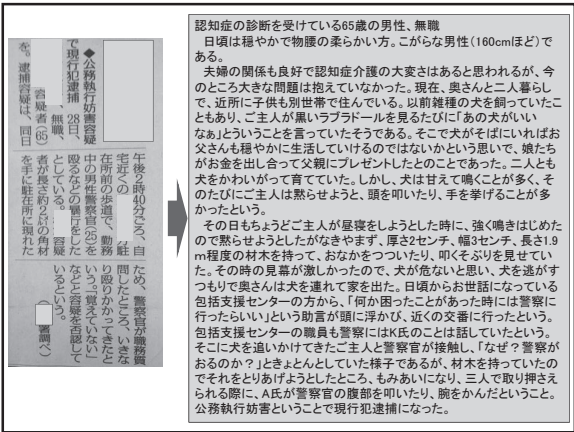 ◆公務執行妨害容疑
で現行犯逮捕 28日、
無職、
容疑者(65)
を。逮捕容疑は、同日
午後2時40分ごろ、自
宅近くの 駐
在所前の歩道で、勤務
中の男性警察官を
殴るなどの暴行をした
としている。 容疑
者が長さ約2㍍の角材
を手に駐在所に現れた
ため、警察官が職務質
問したところ、いきな
り殴りかかってきたと
いう。「覚えていない」
などと容疑を否認して
いるという。
( 署調べ)
認知症の診断を受けている65歳の男性、無職
日頃は穏やかで物腰の柔らかい方。こがらな男性(160cmほど)で
ある。
夫婦の関係も良好で認知症介護の大変さはあると思われるが、今
のところ大きな問題は抱えていなかった。現在、奥さんと二人暮らし
で、近所に子供も別世帯で住んでいる。以前雑種の犬を飼っていたこ
ともあり、ご主人が黒いラブラドールを見るたびに「あの犬がいい
なぁ」とういうことを言っていたそうである。そこで犬がそばにいればお
父さんも穏やかに生活していけるのではないかという思いで、娘たち
がお金を出し合って父親にプレゼントしたとのことであった。二人とも
犬をかわいがって育てていた。しかし、犬は甘えて鳴くことが多く、そ
のたびにご主人は黙らせようと、頭を叩いたり、手を挙げることが多
かったという。
その日もちょうどご主人が昼寝をしようとした時に、強く鳴きはじめた
ので黙らせようとしたがなきやまず、厚さ2センチ、幅3センチ、長さ1.9
m程度の材木を持って、おなかをつついたり、叩くそぶりを見せてい
た。その時の見幕が激しかったので、犬が危ないと思い、犬を逃がす
つもりで奥さんは犬を連れて家を出た。日頃からお世話になっている
包括支援センターの方から、「何か困ったことがあった時には警察に
行ったらいい」という助言が頭に浮かび、近くの交番に行ったという。
包括支援センターの職員も警察にはK氏のことは話していたという。
そこに犬を追いかけてきたご主人と警察官が接触し、「なぜ?警察が
おるのか?」ときょとんとしていた様子であるが、材木を持っていたの
でそれをとりあげようとしたところ、もみあいになり、三人で取り押さえ
られる際に、A氏が警察官の腹部を叩いたり、腕をかんだということ。
公務執行妨害ということで現行犯逮捕になった。